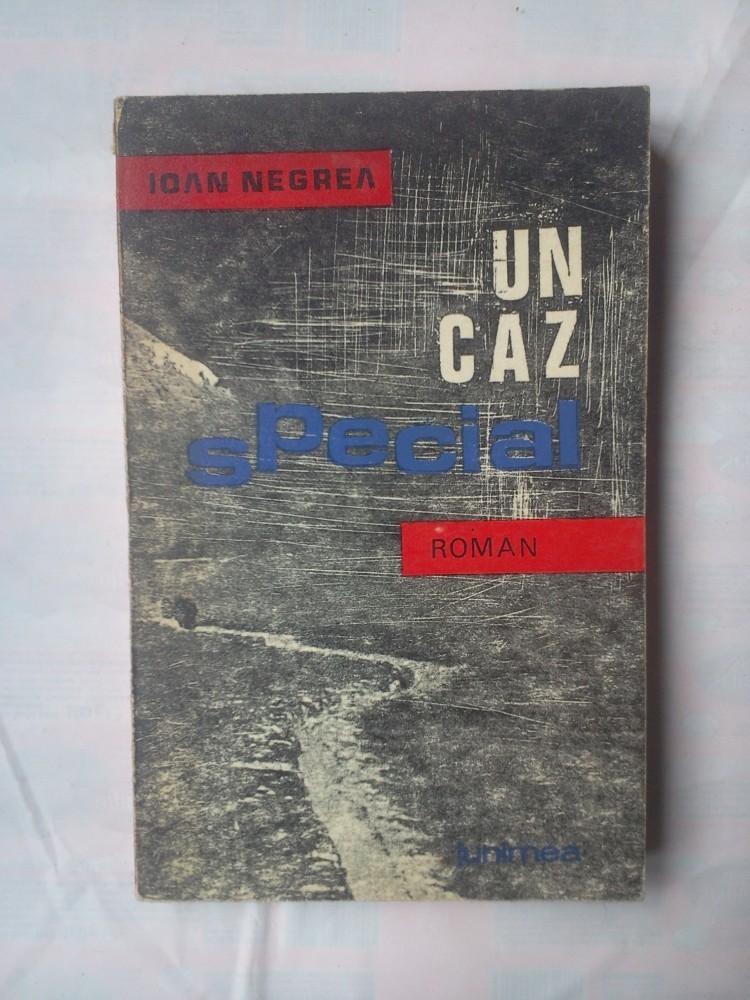 IOAN NEGREA
UN
CAZ
special
ROMAN
junimea